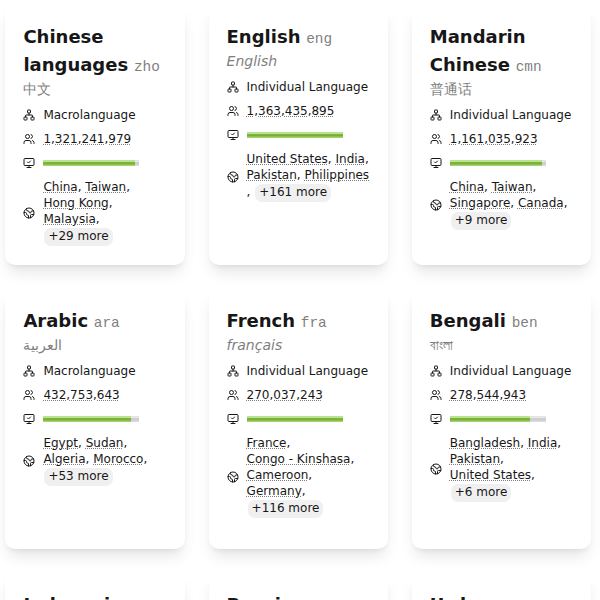 Chinese
languages zho
中文
Macrolanguage
1,321,241,979
China, Taiwan,
Hong Kong,
Malaysia,
+29 more
English eng
English
Individual Language
1,363,435,895
United States, India,
Pakistan, Philippines
, +161 more
Mandarin
Chinese cmn
普通话
Individual Language
1,161,035,923
China, Taiwan,
Singapore, Canada,
+9 more
Arabic ara
العربية
Macrolanguage
432,753,643
Egypt, Sudan,
Algeria, Morocco,
+53 more
French fra
français
Individual Language
270,037,243
France,
Congo - Kinshasa,
Cameroon,
Germany,
+116 more
Bengali ben
বাংলা
Individual Language
278,544,943
Bangladesh, India,
Pakistan,
United States,
+6 more